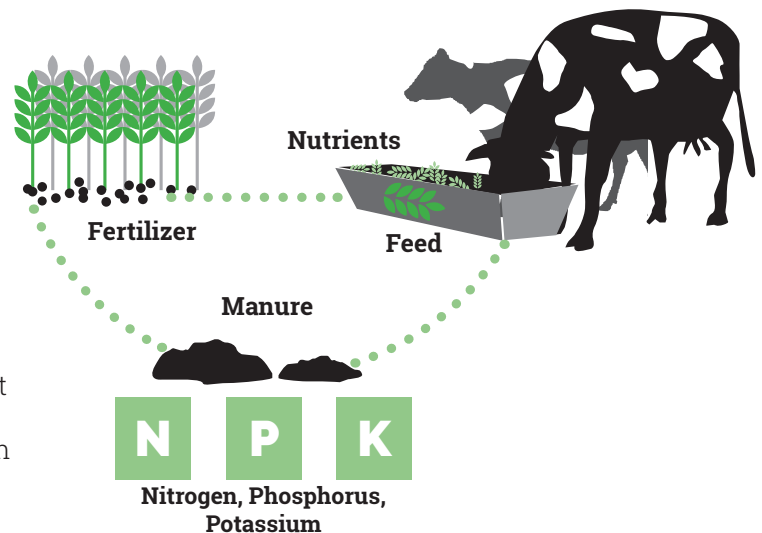 Nutrients
Fertilizer
Feed
Manure
t
n
N P K
Nitrogen, Phosphorus,
Potassium